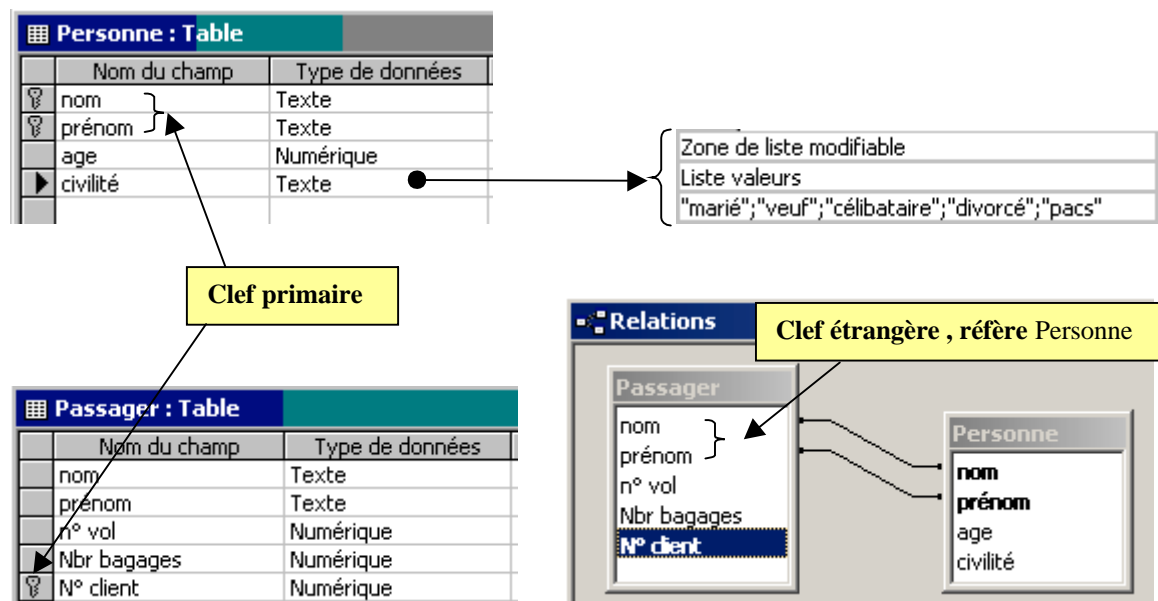 Personne : Table
Nom du champ Type de données
nom Texte
prénom Texte
age Numérique
civilité Texte
Zone de liste modifiable
Liste valeurs
"marié";"veuf";"célibataire";"divorcé";"pacs"
Clef primaire
Passager : Table
Nom du champ Type de données
nom Texte
prénom Texte
n° vol Numérique
Nbr bagages Numérique
N° client Numérique
Relations
Clef étrangère , réfère Personne
Passager
nom
prénom
n° vol
Nbr bagages
N° client
Personne
nom
prénom
age
civilité